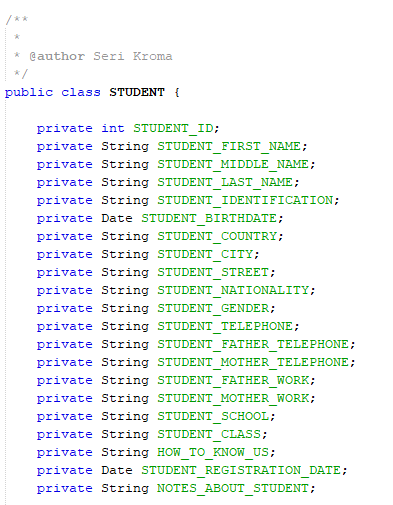 /**
 *
 * @author Seri Kroma
 */
public class STUDENT {
    private int STUDENT_ID;
    private String STUDENT_FIRST_NAME;
    private String STUDENT_MIDDLE_NAME;
    private String STUDENT_LAST_NAME;
    private String STUDENT_IDENTIFICATION;
    private Date STUDENT_BIRTHDATE;
    private String STUDENT_COUNTRY;
    private String STUDENT_CITY;
    private String STUDENT_STREET;
    private String STUDENT_NATIONALITY;
    private String STUDENT_GENDER;
    private String STUDENT_TELEPHONE;
    private String STUDENT_FATHER_TELEPHONE;
    private String STUDENT_MOTHER_TELEPHONE;
    private String STUDENT_FATHER_WORK;
    private String STUDENT_MOTHER_WORK;
    private String STUDENT_SCHOOL;
    private String STUDENT_CLASS;
    private String HOW_TO_KNOW_US;
    private Date STUDENT_REGISTRATION_DATE;
    private String NOTES_ABOUT_STUDENT;